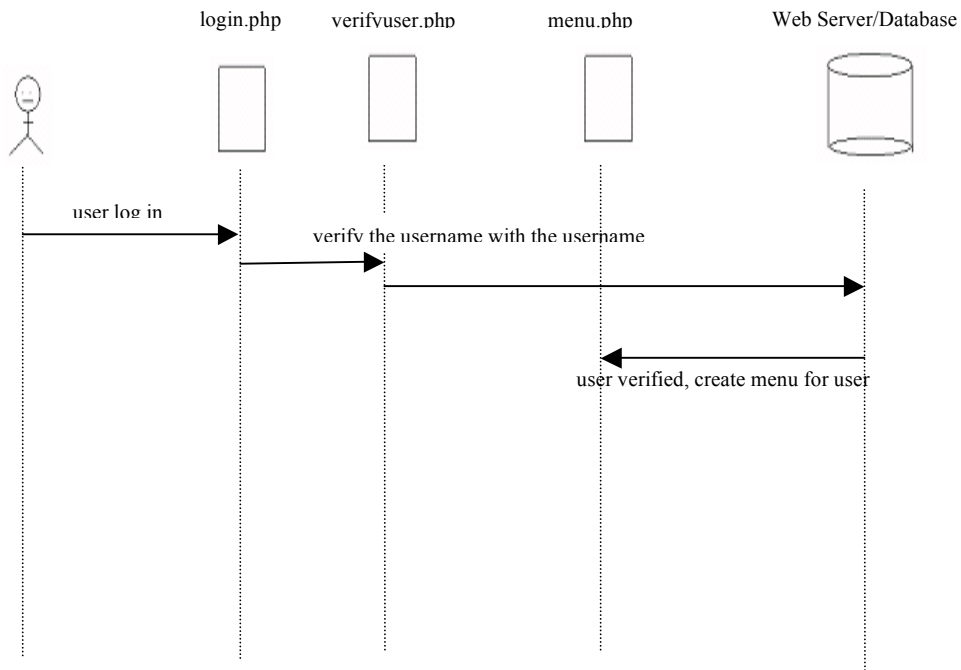 login.php
verifyuser.php
menu.php
Web Server/Database
user log in
verify the username with the username
user verified, create menu for user